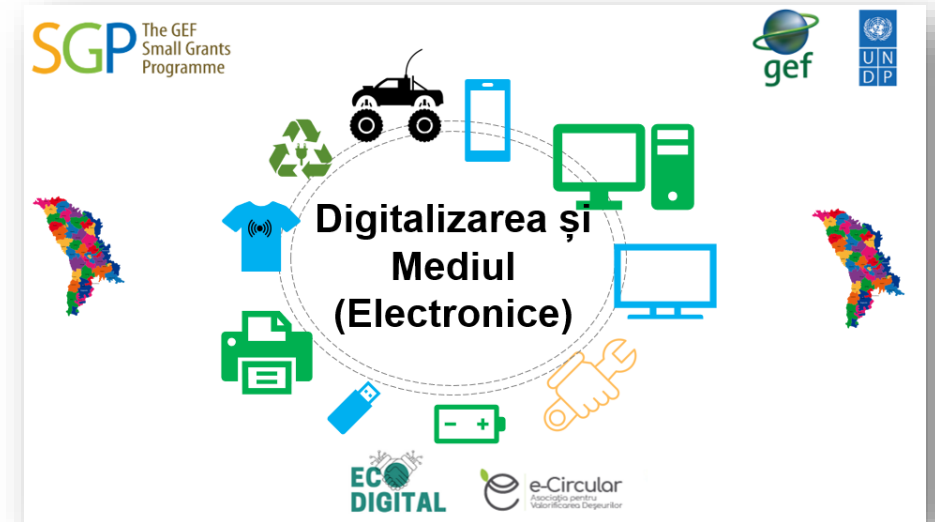 SGP The GEF
Small Grants
Programme
gef
U N
D P
Digitalizarea și
Mediul
(Electronice)
ECO
DIGITAL
e-Circular
Asociația pentru
Valorificarea Deșeurilor